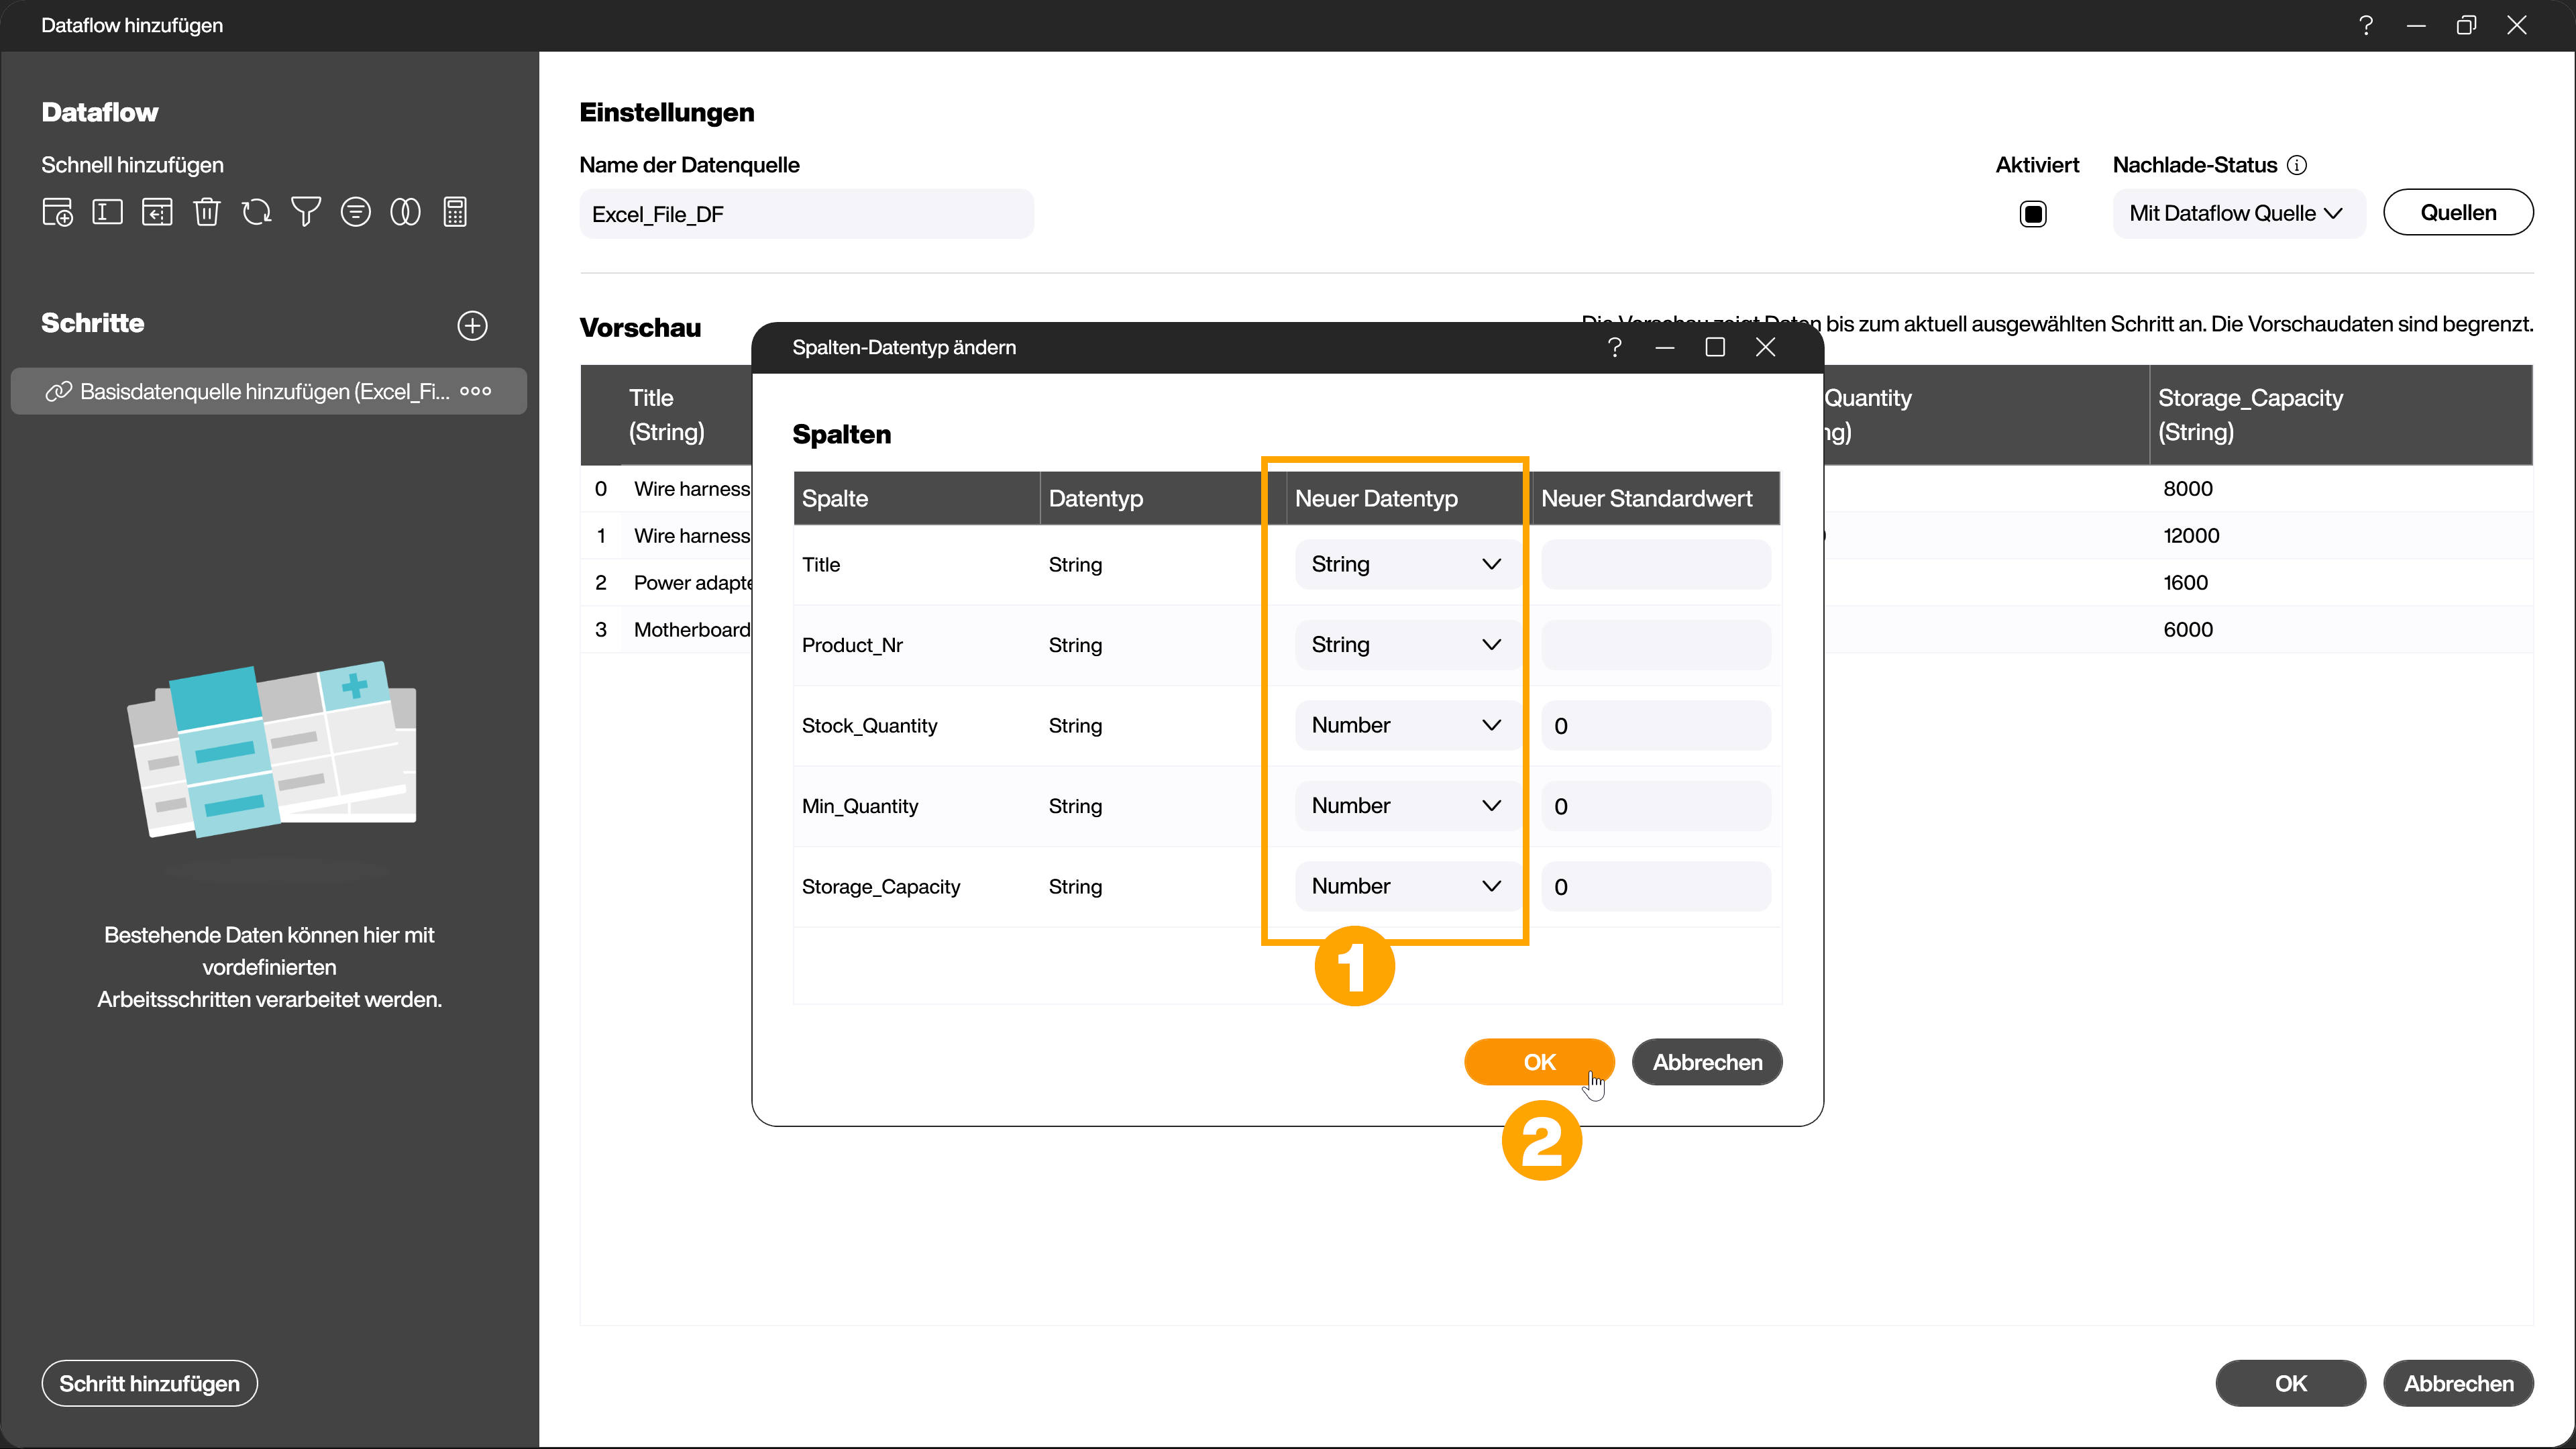 Dataflow hinzufügen
Dataflow
Schnell hinzufügen
Schritte
Basisdatenquelle hinzufügen (Excel_Fi...
Bestehende Daten können hier mit
vordefinierten
Arbeitsschritten verarbeitet werden.
Schritt hinzufügen
Einstellungen
Name der Datenquelle
Excel_File_DF
Aktiviert
Nachlade-Status
Mit Dataflow Quelle
Quellen
Vorschau
Die Vorschau zeigt Daten bis zum aktuell ausgewählten Schritt an. Die Vorschaudaten sind begrenzt.
Title
(String)
Quantity
ng)
Storage_Capacity
(String)
0 Wire harness 8000
1 Wire harness 12000
2 Power adapte 1600
3 Motherboard 6000
Spalten-Datentyp ändern
Spalten
Spalte Datentyp Neuer Datentyp Neuer Standardwert
Title String String
Product_Nr String String
Stock_Quantity String Number 0
Min_Quantity String Number 0
Storage_Capacity String Number 0
1
OK Abbrechen
2
OK Abbrechen